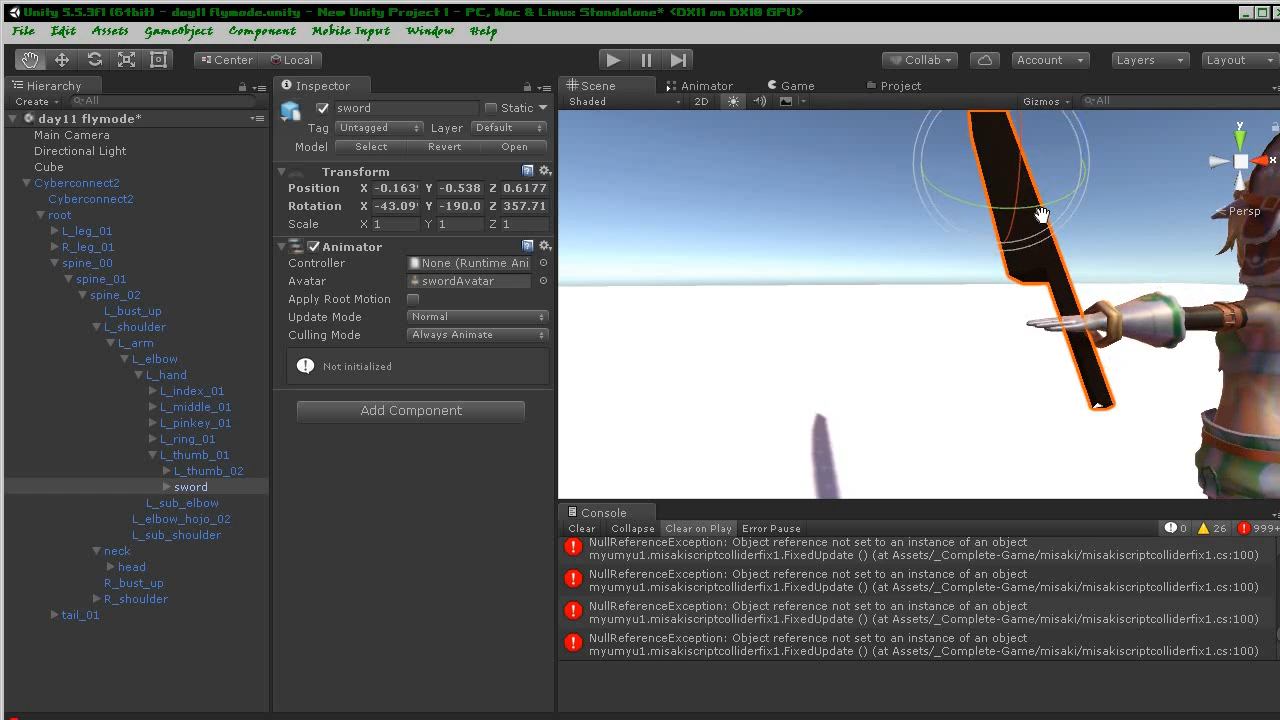 Unity 5.5.3f1 (64bit) - day11 flymode.unity - New Unity Project 1 - PC, Mac & Linux Standalone* <DX11 on DX10 GPU>
File Edit Assets GameObject Component Mobile Input Window Help
Center Local Collab Account Layers Layout
Hierarchy
Create All
day11 flymode*
Main Camera
Directional Light
Cube
Cyberconnect2
Cyberconnect2
root
L_leg_01
R_leg_01
spine_00
spine_01
spine_02
L_bust_up
L_shoulder
L_arm
L_elbow
L_hand
L_index_01
L_middle_01
L_pinkey_01
L_ring_01
L_thumb_01
L_thumb_02
sword
L_sub_elbow
L_elbow_hojo_02
L_sub_shoulder
neck
head
R_bust_up
R_shoulder
tail_01
Inspector
sword Static
Tag Untagged Layer Default
Model Select Revert Open
Transform
Position X -0.163 Y -0.538 Z 0.6177
Rotation X -43.09 Y -190.0 Z 357.71
Scale X 1 Y 1 Z 1
Animator
Controller None (Runtime Ani
Avatar swordAvatar
Apply Root Motion
Update Mode Normal
Culling Mode Always Animate
Not initialized
Add Component
Scene Animator Game Project
Shaded 2D Gizmos All
y
x
Persp
Console
Clear Collapse Clear on Play Error Pause 0 26 999+
NullReferenceException: Object reference not set to an instance of an object
myumyu1.misakiscriptcolliderfix1.FixedUpdate () (at Assets/_Complete-Game/misaki/misakiscriptcolliderfix1.cs:100)
NullReferenceException: Object reference not set to an instance of an object
myumyu1.misakiscriptcolliderfix1.FixedUpdate () (at Assets/_Complete-Game/misaki/misakiscriptcolliderfix1.cs:100)
NullReferenceException: Object reference not set to an instance of an object
myumyu1.misakiscriptcolliderfix1.FixedUpdate () (at Assets/_Complete-Game/misaki/misakiscriptcolliderfix1.cs:100)
NullReferenceException: Object reference not set to an instance of an object
myumyu1.misakiscriptcolliderfix1.FixedUpdate () (at Assets/_Complete-Game/misaki/misakiscriptcolliderfix1.cs:100)